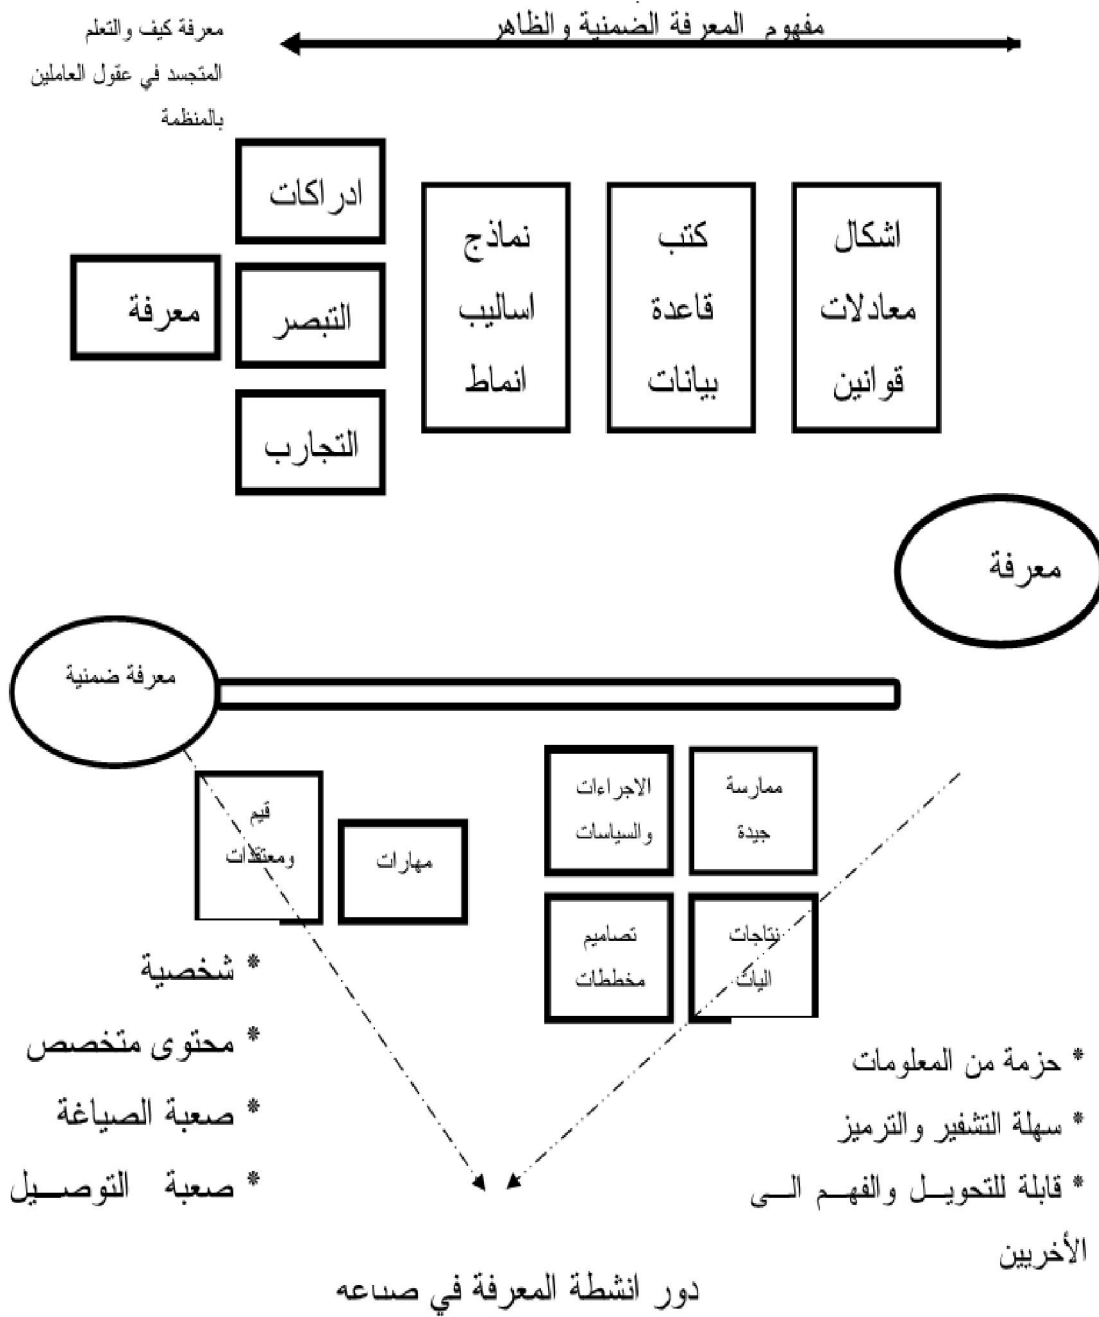 مفهوم المعرفة الضمنية والظاهر
معرفة كيف والتعلم
المتجسد في عقول العاملين
بالمنظمة
اشكال
معادلات
قوانين
كتب
قاعدة
بيانات
نماذج
اساليب
انماط
ادراكات
التبصر
التجارب
معرفة
معرفة
معرفة ضمنية
ممارسة
جيدة
الاجراءات
والسياسات
نتاجات
اليات
تصاميم
مخططات
مهارات
قيم
ومعتقدات
* حزمة من المعلومات
* سهلة التشفير والترميز
* قابلة للتحويل والفهم الى
الأخريين
* شخصية
* محتوى متخصص
* صعبة الصياغة
* صعبة التوصيل
دور انشطة المعرفة في صناعه